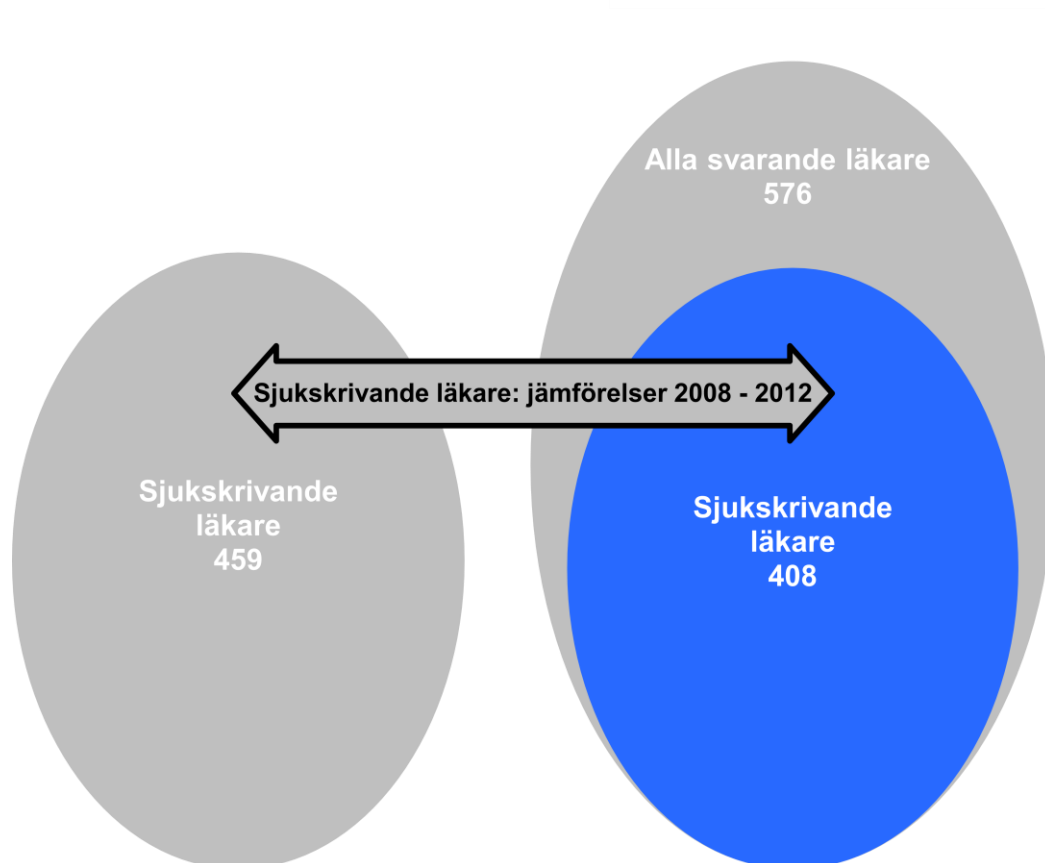 Alla svarande läkare
576
Sjukskrivande läkare: jämförelser 2008 - 2012
Sjukskrivande
läkare
459
Sjukskrivande
läkare
408